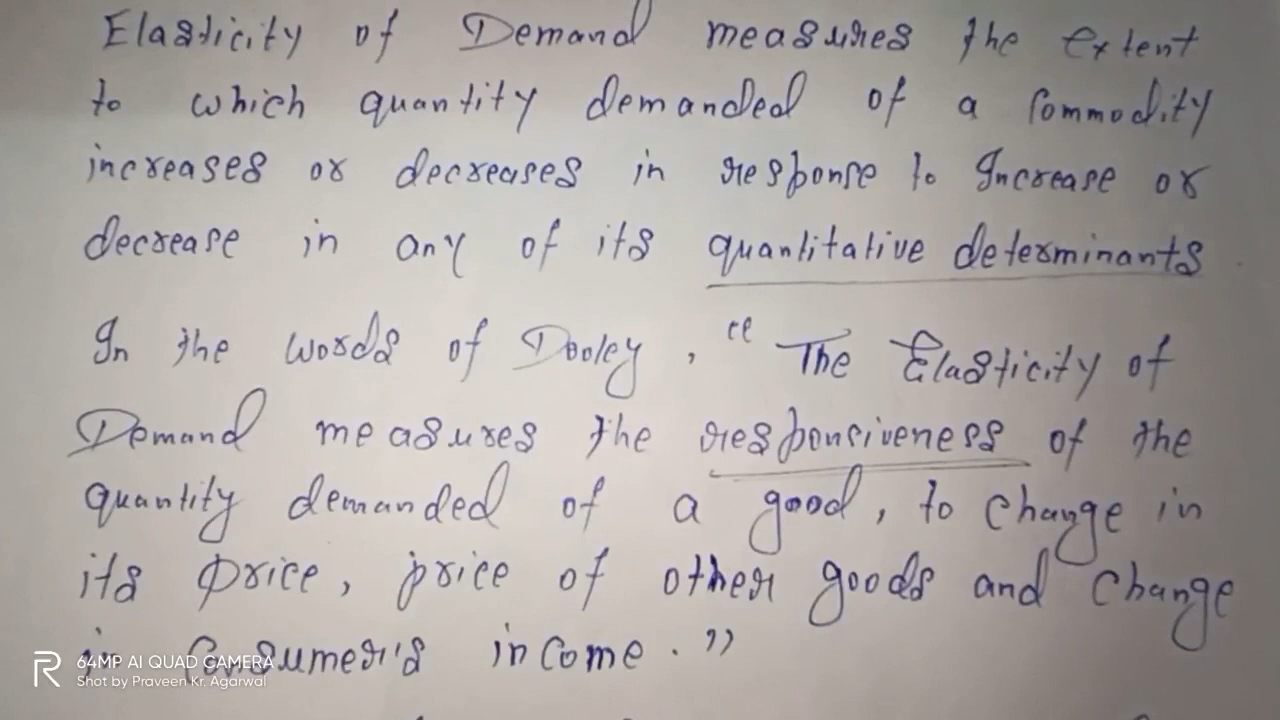 Elasticity of Demand measures the extent
to which quantity demanded of a Commodity
increases or decreases in response to Increase or
decrease in any of its quantitative determinants
In the words of Dooley, "The Elasticity of
Demand measures the responsiveness of the
quantity demanded of a good, to change in
its price, price of other goods and change
in Consumer's income."
64MP AI QUAD CAMERA
Shot by Praveen Kr. Agarwal